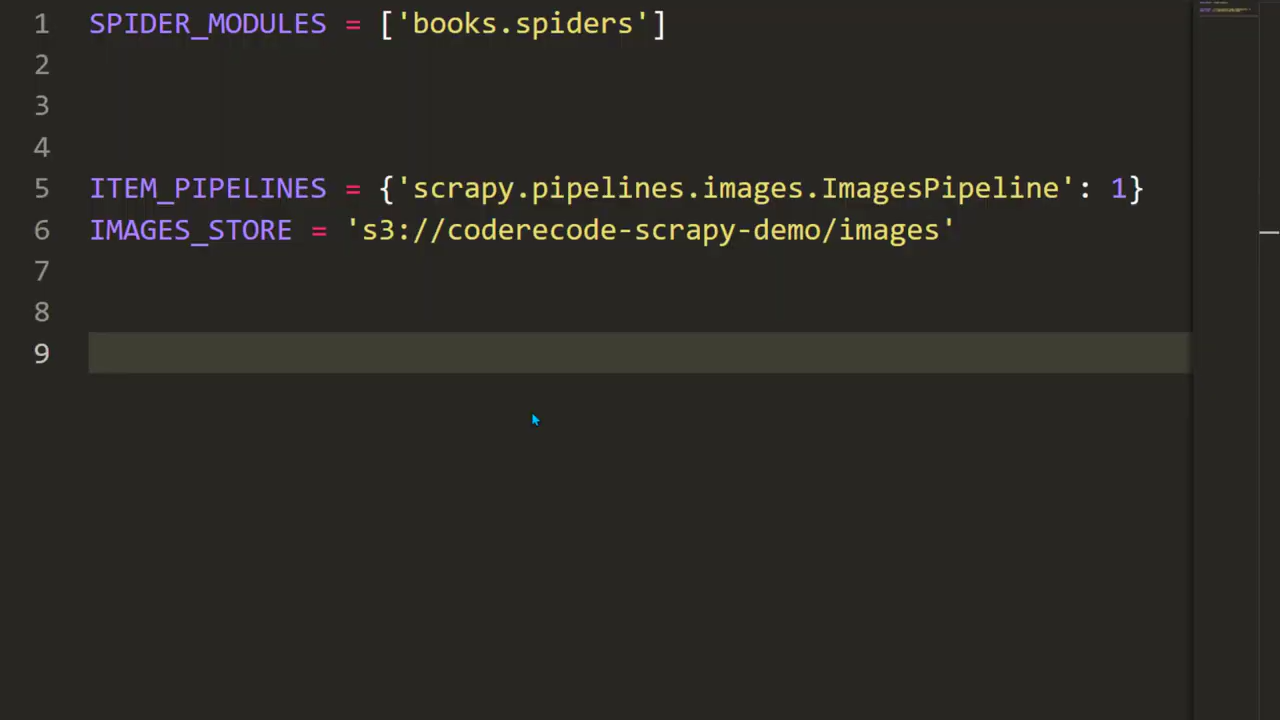 1 SPIDER_MODULES = ['books.spiders']
2
3
4
5 ITEM_PIPELINES = {'scrapy.pipelines.images.ImagesPipeline': 1}
6 IMAGES_STORE = 's3://coderecode-scrapy-demo/images'
7
8
9